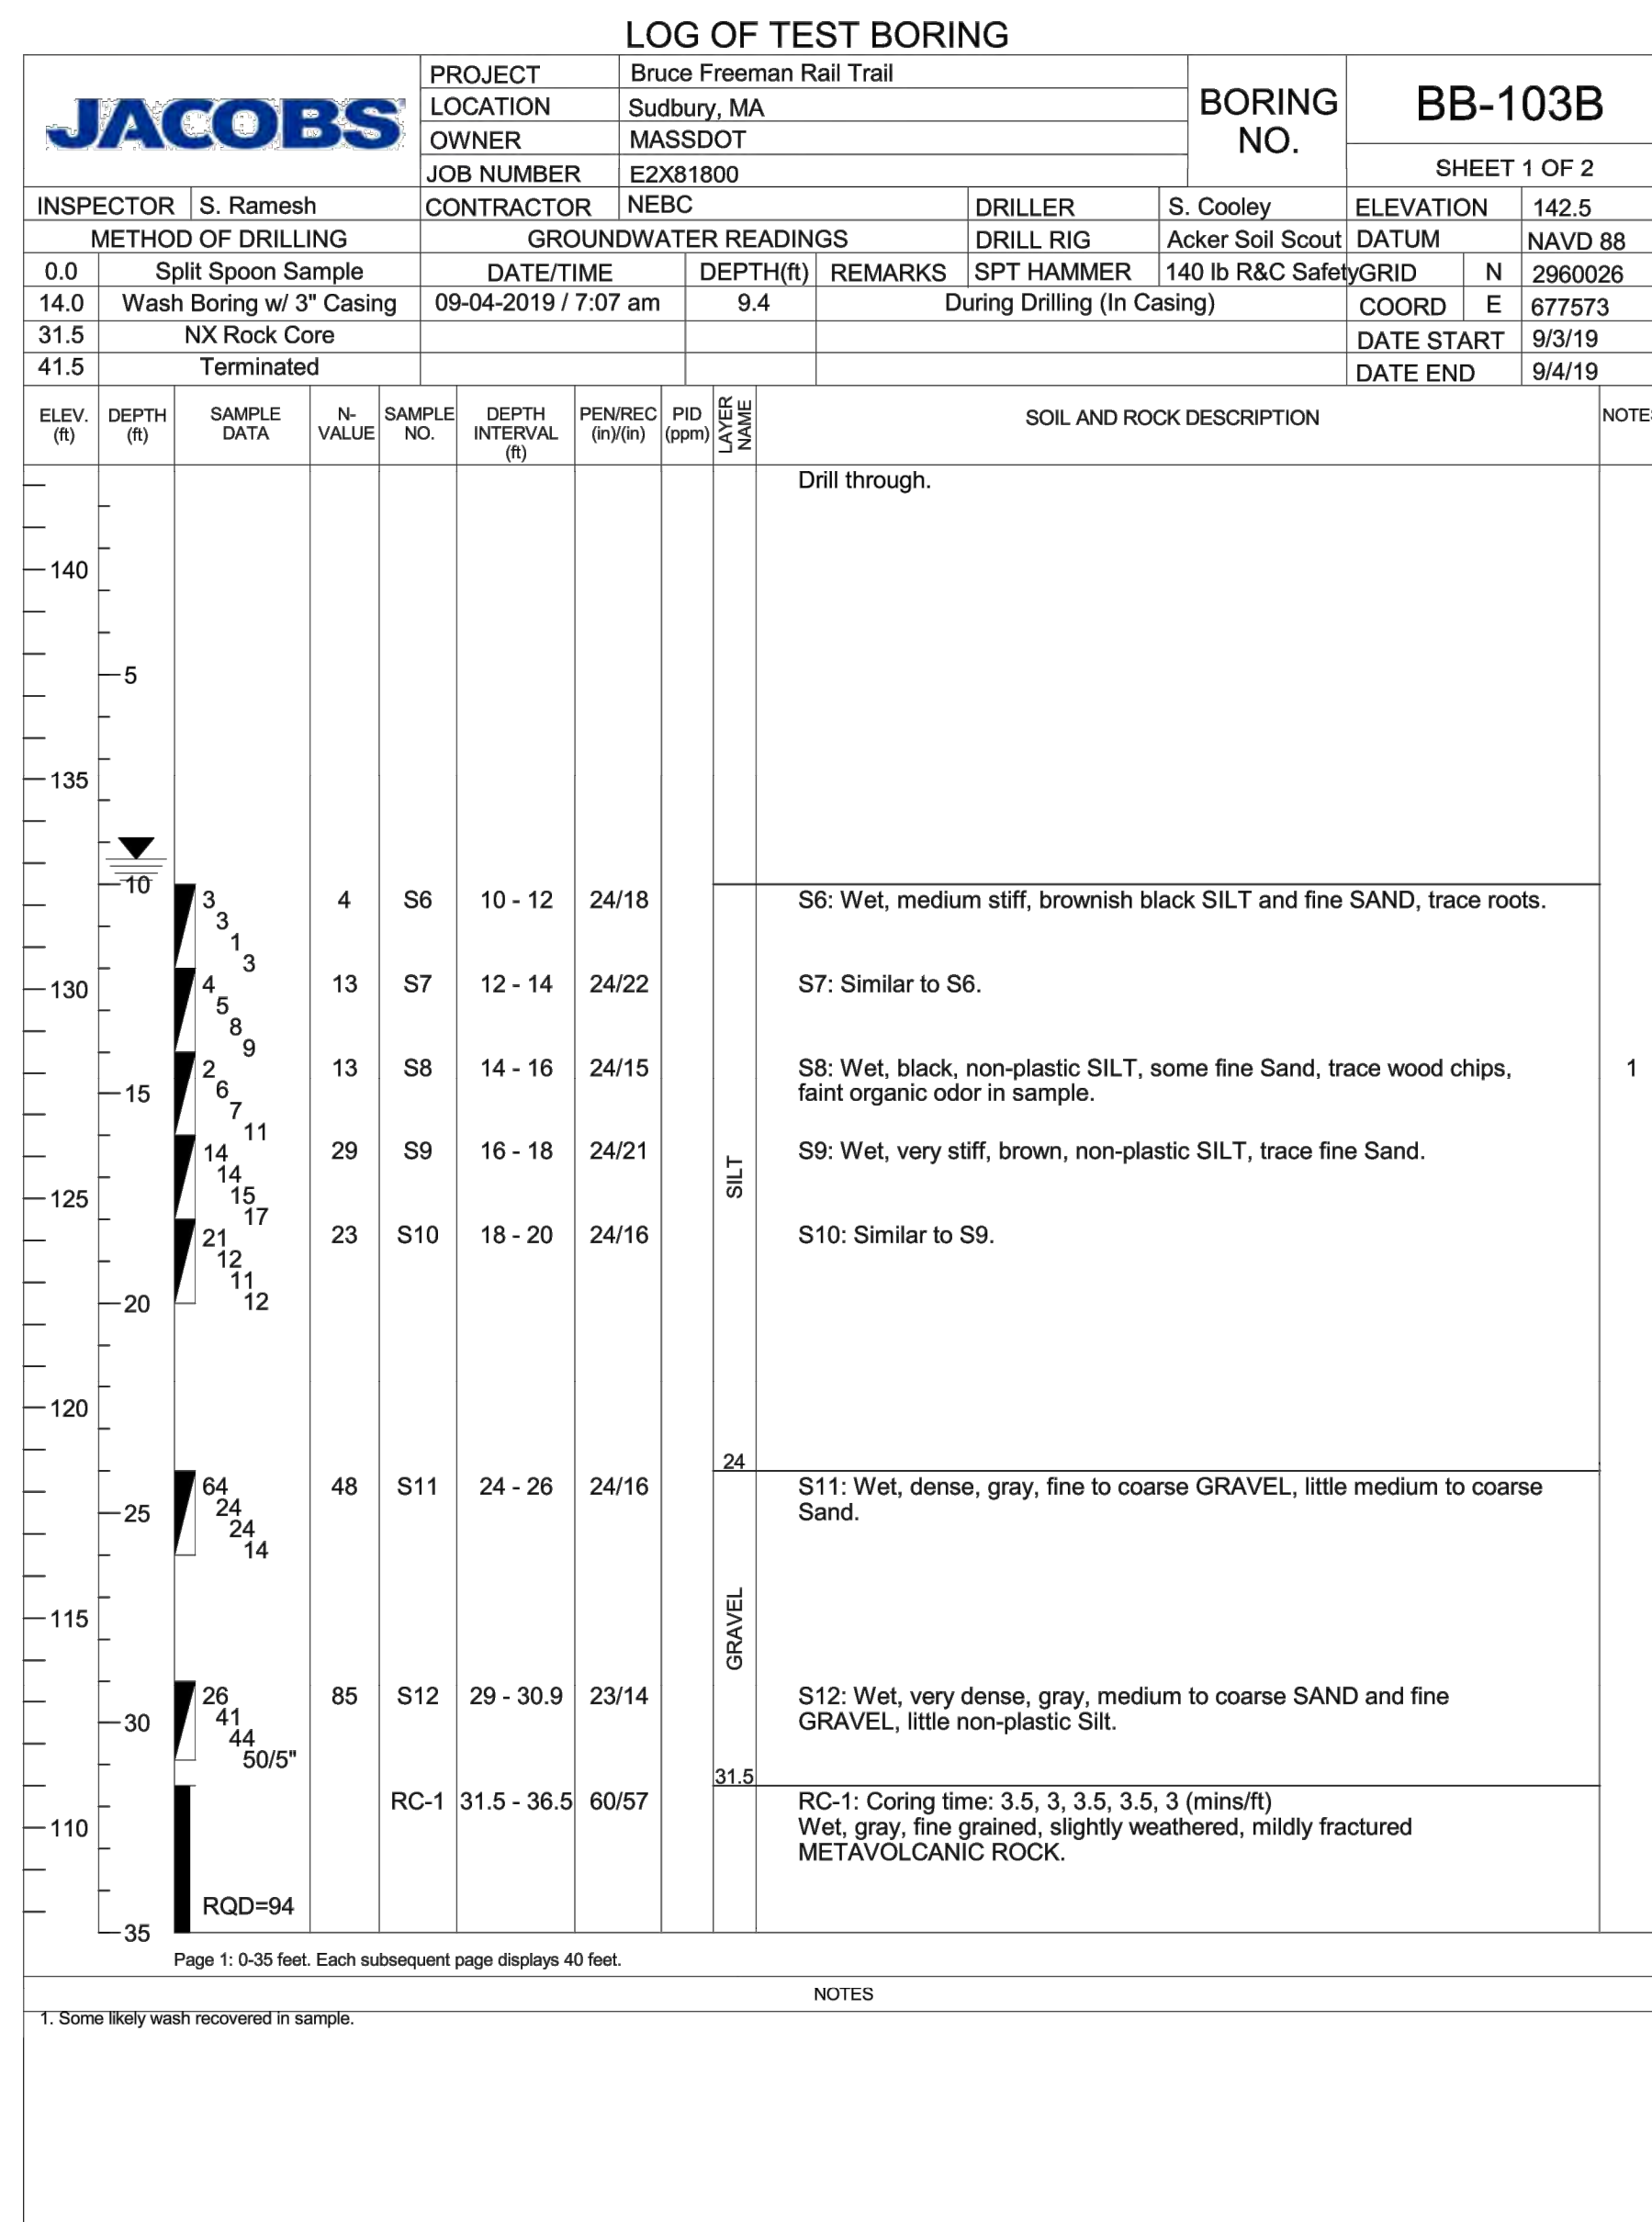 LOG OF TEST BORING
JACOBS
PROJECT Bruce Freeman Rail Trail
LOCATION Sudbury, MA
OWNER MASSDOT
JOB NUMBER E2X81800
BORING NO.
BB-103B
SHEET 1 OF 2
INSPECTOR S. Ramesh CONTRACTOR NEBC DRILLER S. Cooley ELEVATION 142.5
METHOD OF DRILLING GROUNDWATER READINGS DRILL RIG Acker Soil Scout DATUM NAVD 88
0.0 Split Spoon Sample DATE/TIME DEPTH(ft) REMARKS SPT HAMMER 140 lb R&C Safety GRID N 2960026
14.0 Wash Boring w/ 3" Casing 09-04-2019 / 7:07 am 9.4 During Drilling (In Casing) COORD E 677573
31.5 NX Rock Core DATE START 9/3/19
41.5 Terminated DATE END 9/4/19
ELEV. (ft) DEPTH (ft) SAMPLE DATA N-VALUE SAMPLE NO. DEPTH INTERVAL (ft) PEN/REC (in)/(in) PID (ppm) LAYER NAME SOIL AND ROCK DESCRIPTION NOTE
Drill through.
140
5
135
10
3 4 S6 10 - 12 24/18 S6: Wet, medium stiff, brownish black SILT and fine SAND, trace roots.
3
1
3
130 4 13 S7 12 - 14 24/22 S7: Similar to S6.
5
8
9
2 13 S8 14 - 16 24/15 S8: Wet, black, non-plastic SILT, some fine Sand, trace wood chips, 1
15 6 faint organic odor in sample.
7
11
14 29 S9 16 - 18 24/21 S9: Wet, very stiff, brown, non-plastic SILT, trace fine Sand.
14
SILT
125 15
17
21 23 S10 18 - 20 24/16 S10: Similar to S9.
12
11
20 12
120
24
64 48 S11 24 - 26 24/16 S11: Wet, dense, gray, fine to coarse GRAVEL, little medium to coarse
25 24 Sand.
24
14
115
GRAVEL
26 85 S12 29 - 30.9 23/14 S12: Wet, very dense, gray, medium to coarse SAND and fine
30 41 GRAVEL, little non-plastic Silt.
44
50/5"
31.5
RC-1 31.5 - 36.5 60/57 RC-1: Coring time: 3.5, 3, 3.5, 3.5, 3 (mins/ft)
110 Wet, gray, fine grained, slightly weathered, mildly fractured
METAVOLCANIC ROCK.
RQD=94
35
Page 1: 0-35 feet. Each subsequent page displays 40 feet.
NOTES
1. Some likely wash recovered in sample.